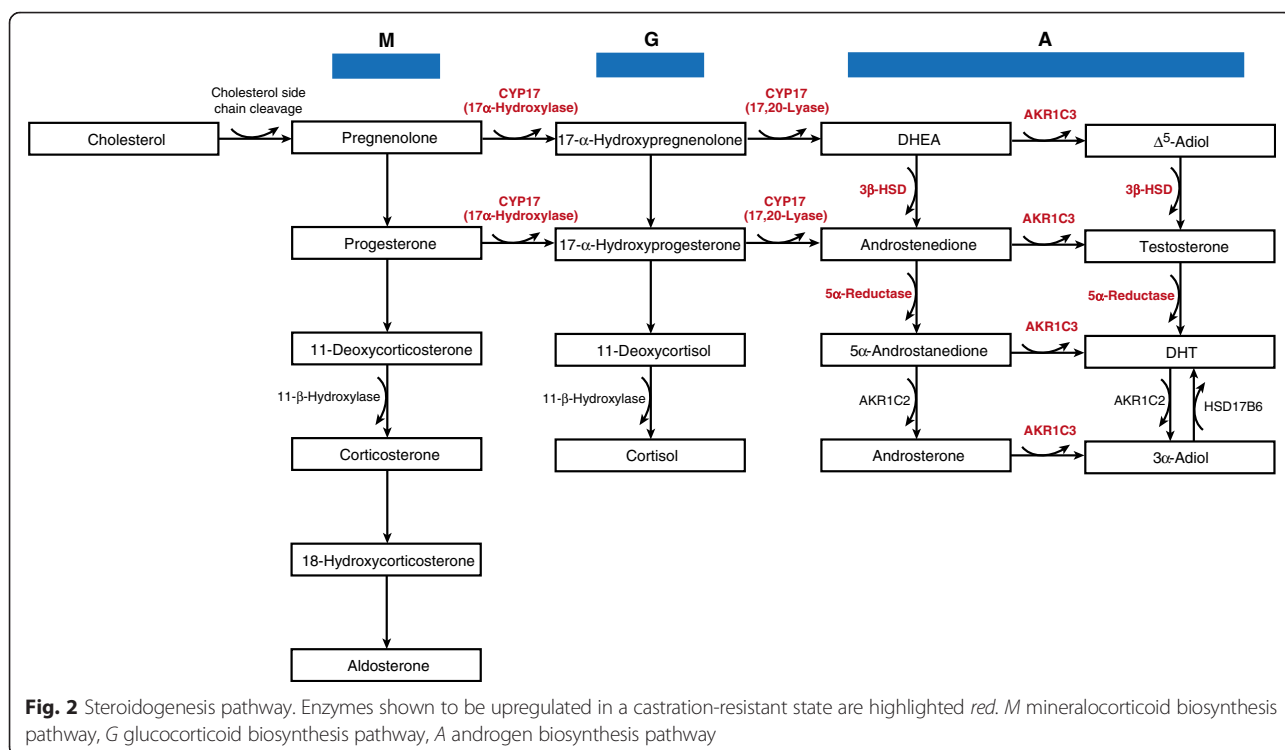 M
G
A
Cholesterol side
chain cleavage
CYP17
(17α-Hydroxylase)
CYP17
(17,20-Lyase)
AKR1C3
Cholesterol
Pregnenolone
17-α-Hydroxypregnenolone
DHEA
Δ⁵-Adiol
3β-HSD
3β-HSD
CYP17
(17α-Hydroxylase)
CYP17
(17,20-Lyase)
AKR1C3
Progesterone
17-α-Hydroxyprogesterone
Androstenedione
Testosterone
5α-Reductase
5α-Reductase
AKR1C3
11-Deoxycorticosterone
11-Deoxycortisol
5α-Androstanedione
DHT
11-β-Hydroxylase
11-β-Hydroxylase
AKR1C2
AKR1C2
HSD17B6
AKR1C3
Corticosterone
Cortisol
Androsterone
3α-Adiol
18-Hydroxycorticosterone
Aldosterone
Fig. 2 Steroidogenesis pathway. Enzymes shown to be upregulated in a castration-resistant state are highlighted red. M mineralocorticoid biosynthesis
pathway, G glucocorticoid biosynthesis pathway, A androgen biosynthesis pathway